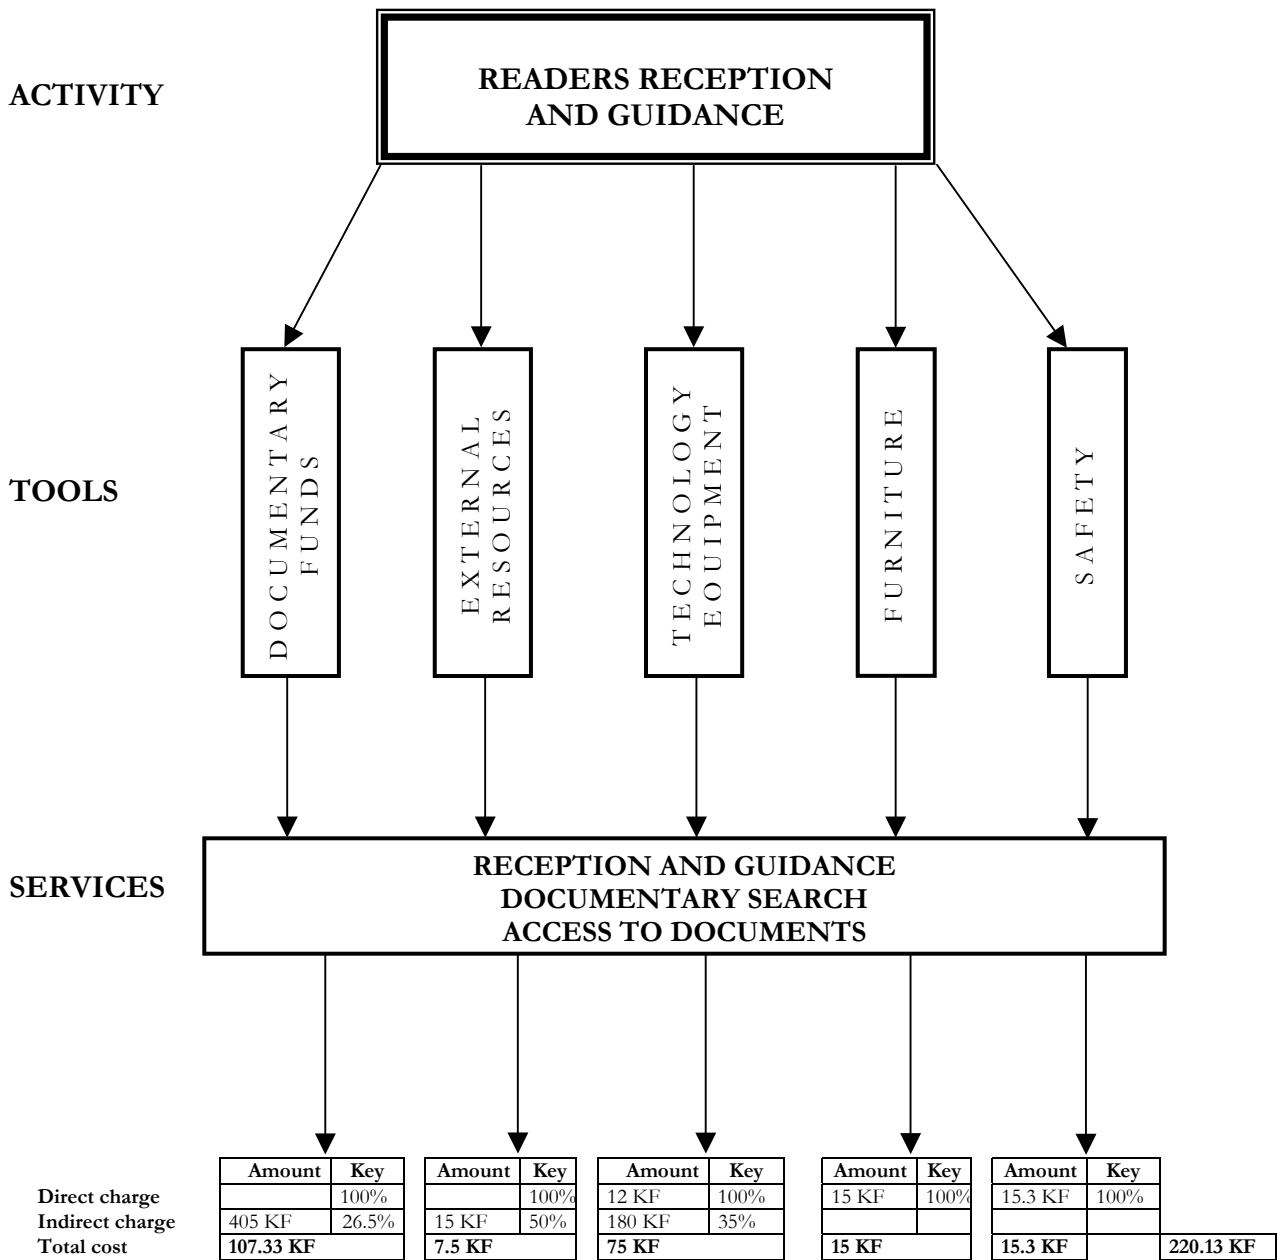 ACTIVITY
READERS RECEPTION
AND GUIDANCE
TOOLS
DOCUMENTARY
FUNDS
EXTERNAL
RESOURCES
TECHNOLOGY
EQUIPMENT
FURNITURE
SAFETY
SERVICES
RECEPTION AND GUIDANCE
DOCUMENTARY SEARCH
ACCESS TO DOCUMENTS
Amount Key Amount Key Amount Key Amount Key Amount Key
Direct charge 100% 100% 12 KF 100% 15 KF 100% 15.3 KF 100%
Indirect charge 405 KF 26.5% 15 KF 50% 180 KF 35%
Total cost 107.33 KF 7.5 KF 75 KF 15 KF 15.3 KF 220.13 KF